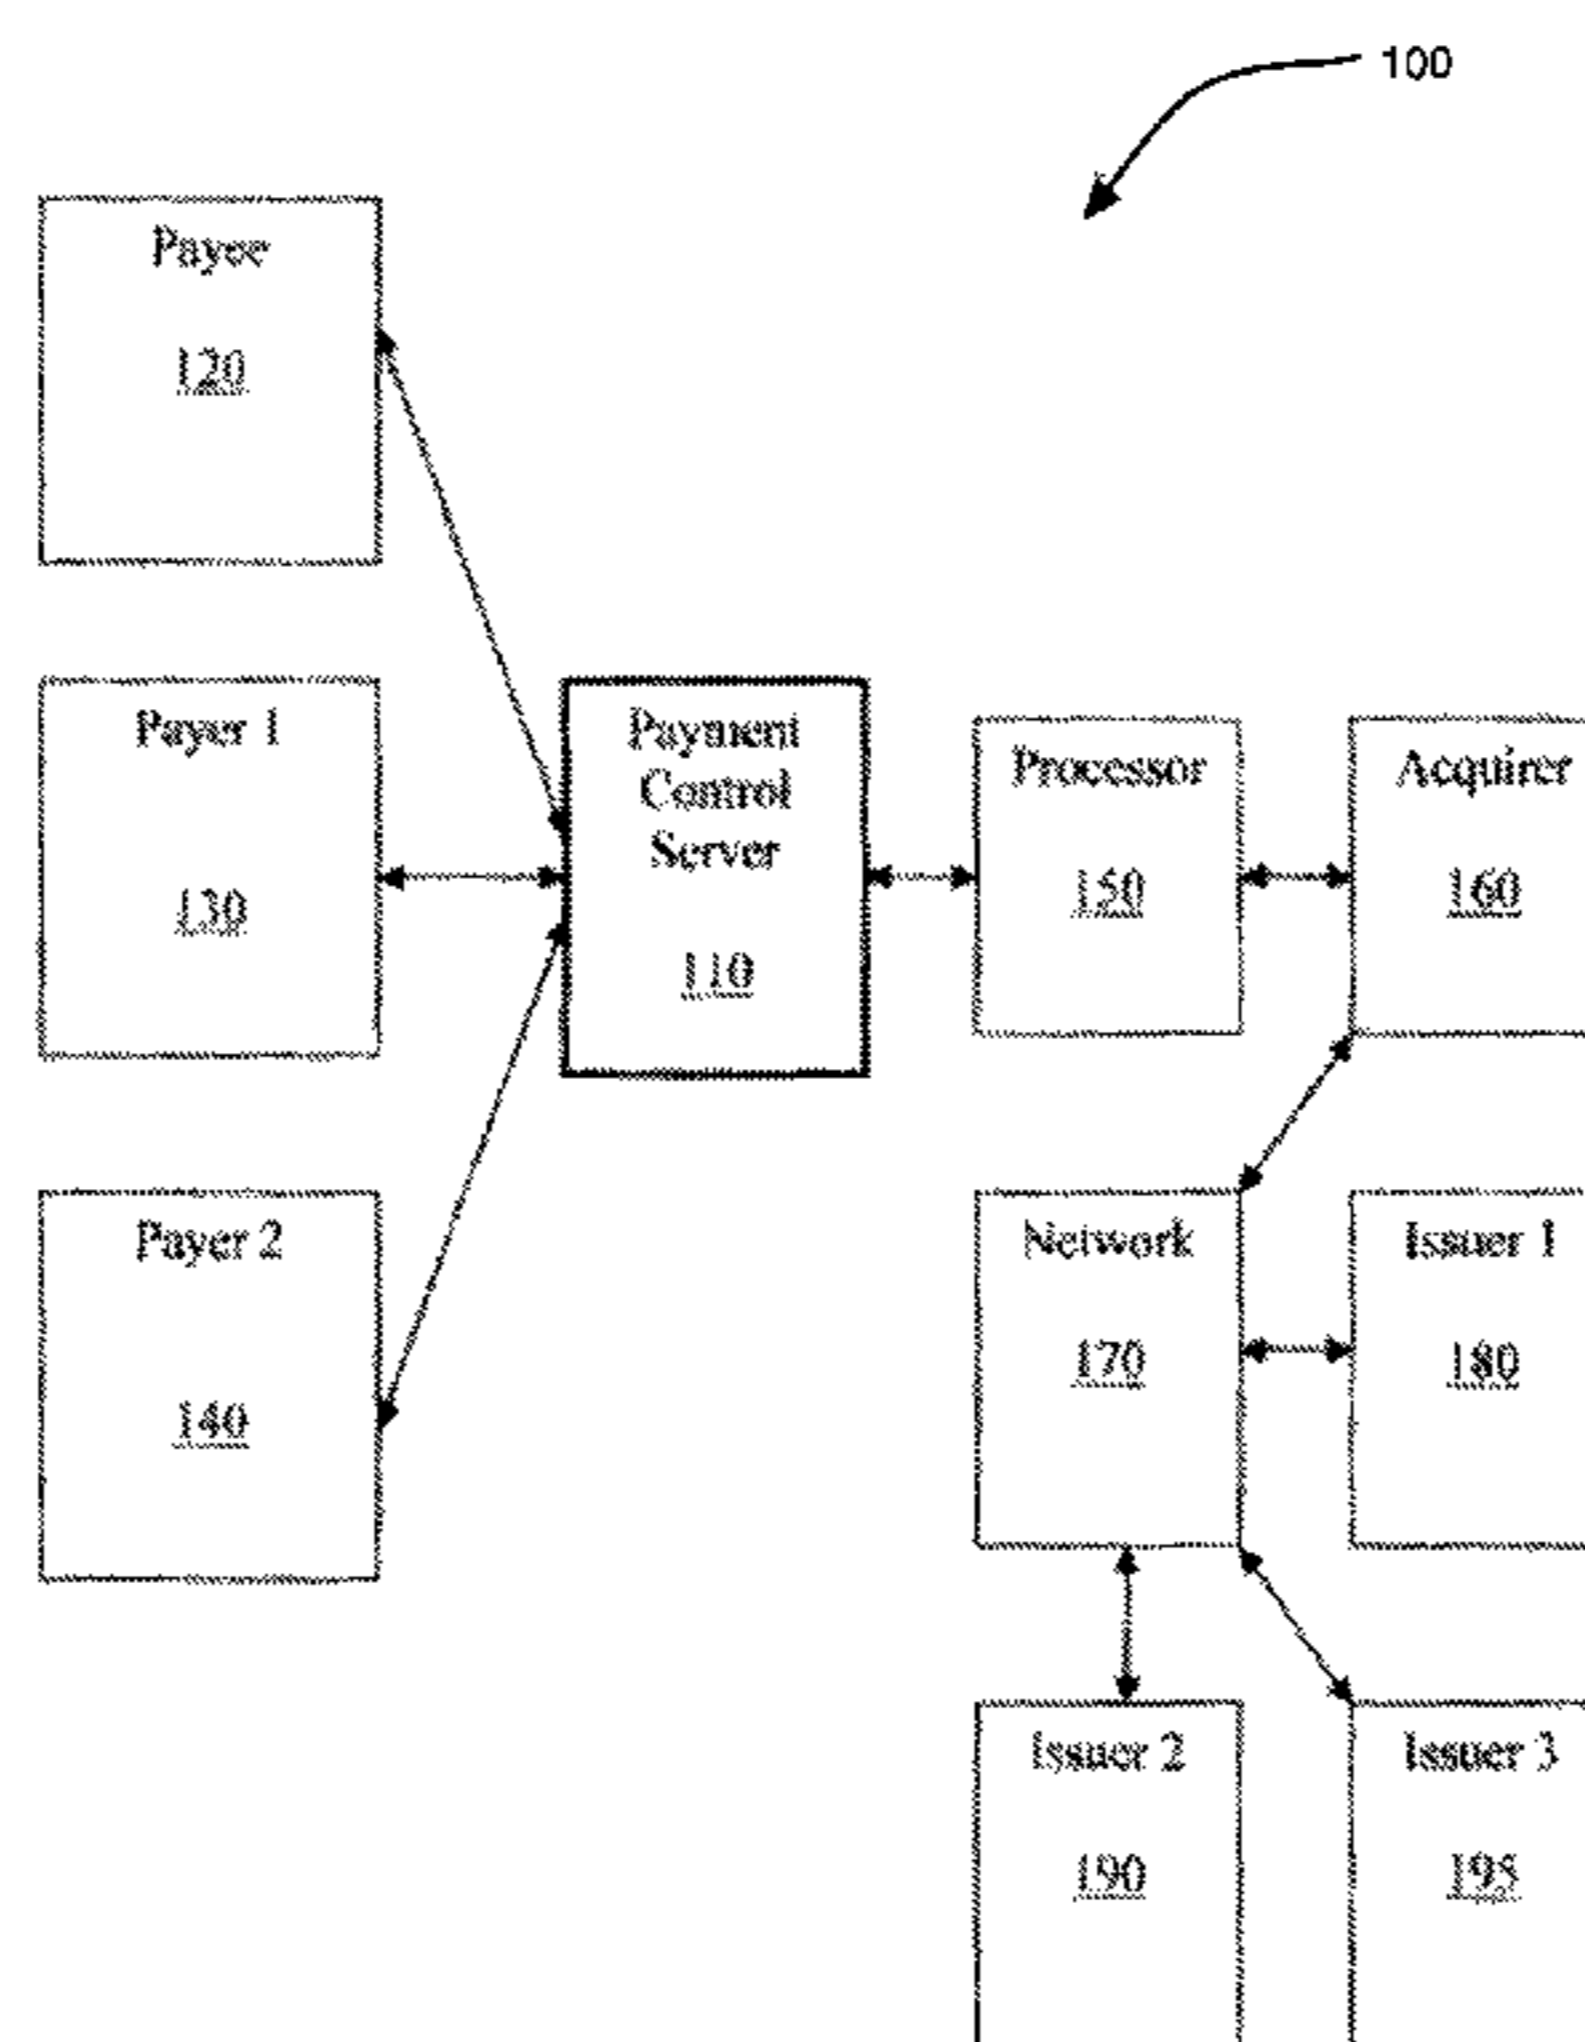 100
Payee
120
Payer 1
130
Payment
Control
Server
110
Processor
150
Acquirer
160
Payer 2
140
Network
170
Issuer 1
180
Issuer 2
190
Issuer 3
195